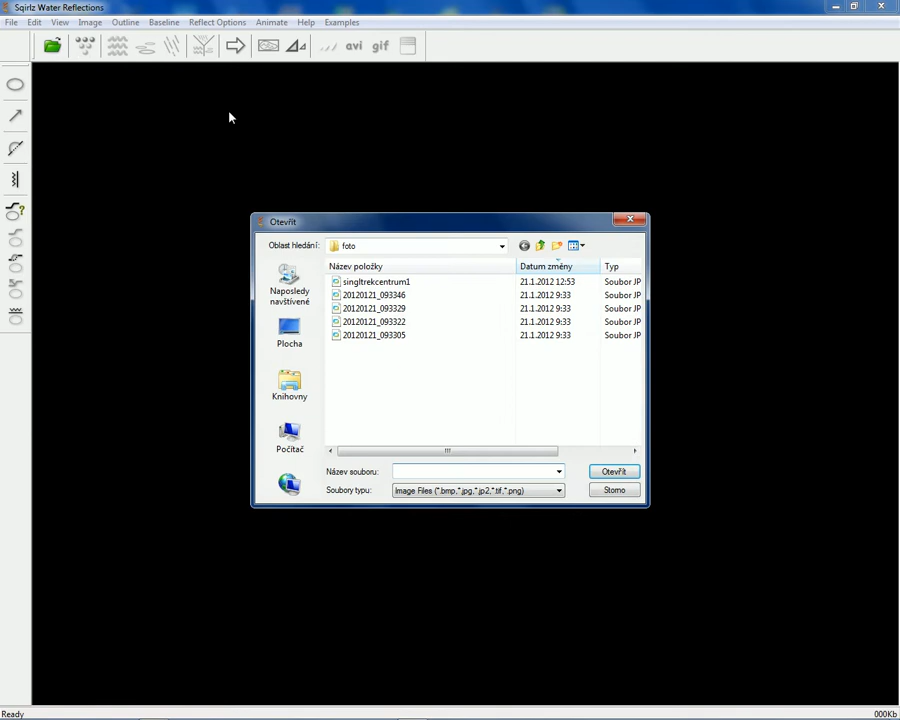 Sqirlz Water Reflections
File Edit View Image Outline Baseline Reflect Options Animate Help Examples
avi gif
Otevřít
Oblast hledání: foto
Název položky Datum změny Typ
singltrekcentrum1 21.1.2012 12:53 Soubor JP
20120121_093346 21.1.2012 9:33 Soubor JP
20120121_093329 21.1.2012 9:33 Soubor JP
20120121_093322 21.1.2012 9:33 Soubor JP
20120121_093305 21.1.2012 9:33 Soubor JP
Naposledy
navštívené
Plocha
Knihovny
Počítač
Název souboru: Otevřít
Soubory typu: Image Files (*.bmp,*.jpg,*.jp2,*.tif,*.png) Storno
Ready 000Kb